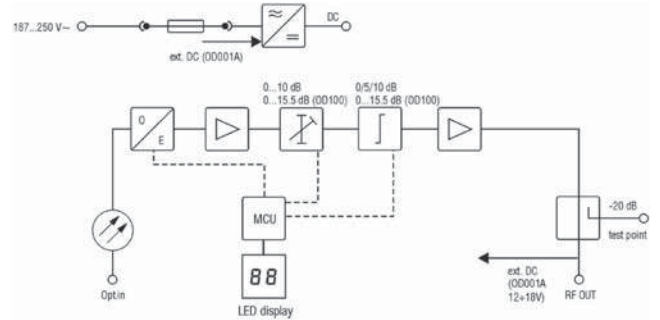 187...250 V~
DC
ext. DC (OD001A)
0...10 dB
0...15.5 dB (OD100)
0/5/10 dB
0...15.5 dB (OD100)
O
E
MCU
88
LED display
Opt.in
-20 dB
test point
ext. DC
(OD001A
12÷18V)
RF OUT